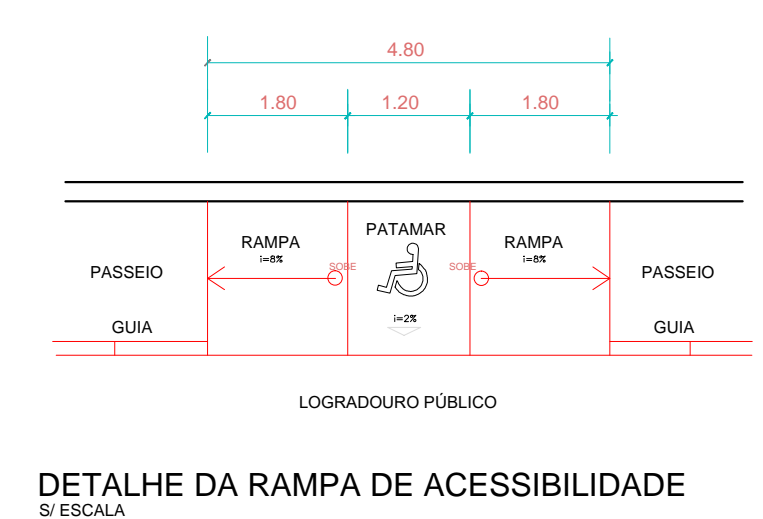 4.80
1.80 1.20 1.80
PATAMAR
RAMPA RAMPA
i=8% i=8%
SOBE SOBE
PASSEIO PASSEIO
i=2%
GUIA GUIA
LOGRADOURO PÚBLICO
DETALHE DA RAMPA DE ACESSIBILIDADE
S/ ESCALA